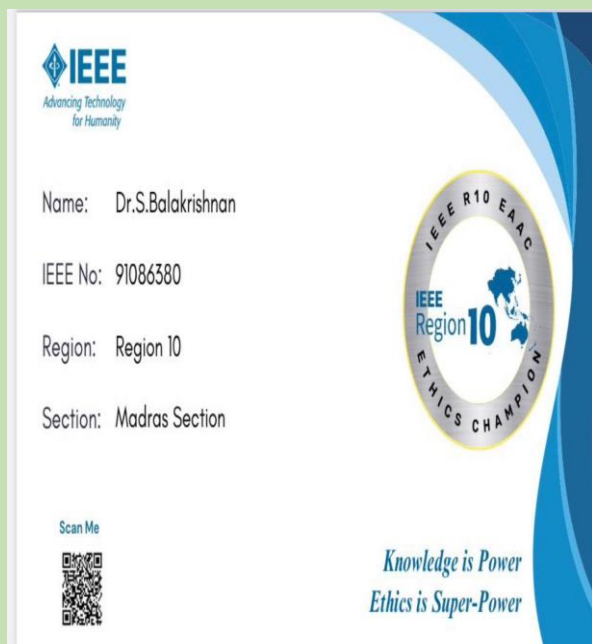 IEEE
Advancing Technology
for Humanity
Name: Dr.S.Balakrishnan
IEEE No: 91086380
Region: Region 10
Section: Madras Section
IEEE R10 EAAC
IEEE
Region 10
ETHICS CHAMPION
Scan Me
Knowledge is Power
Ethics is Super-Power